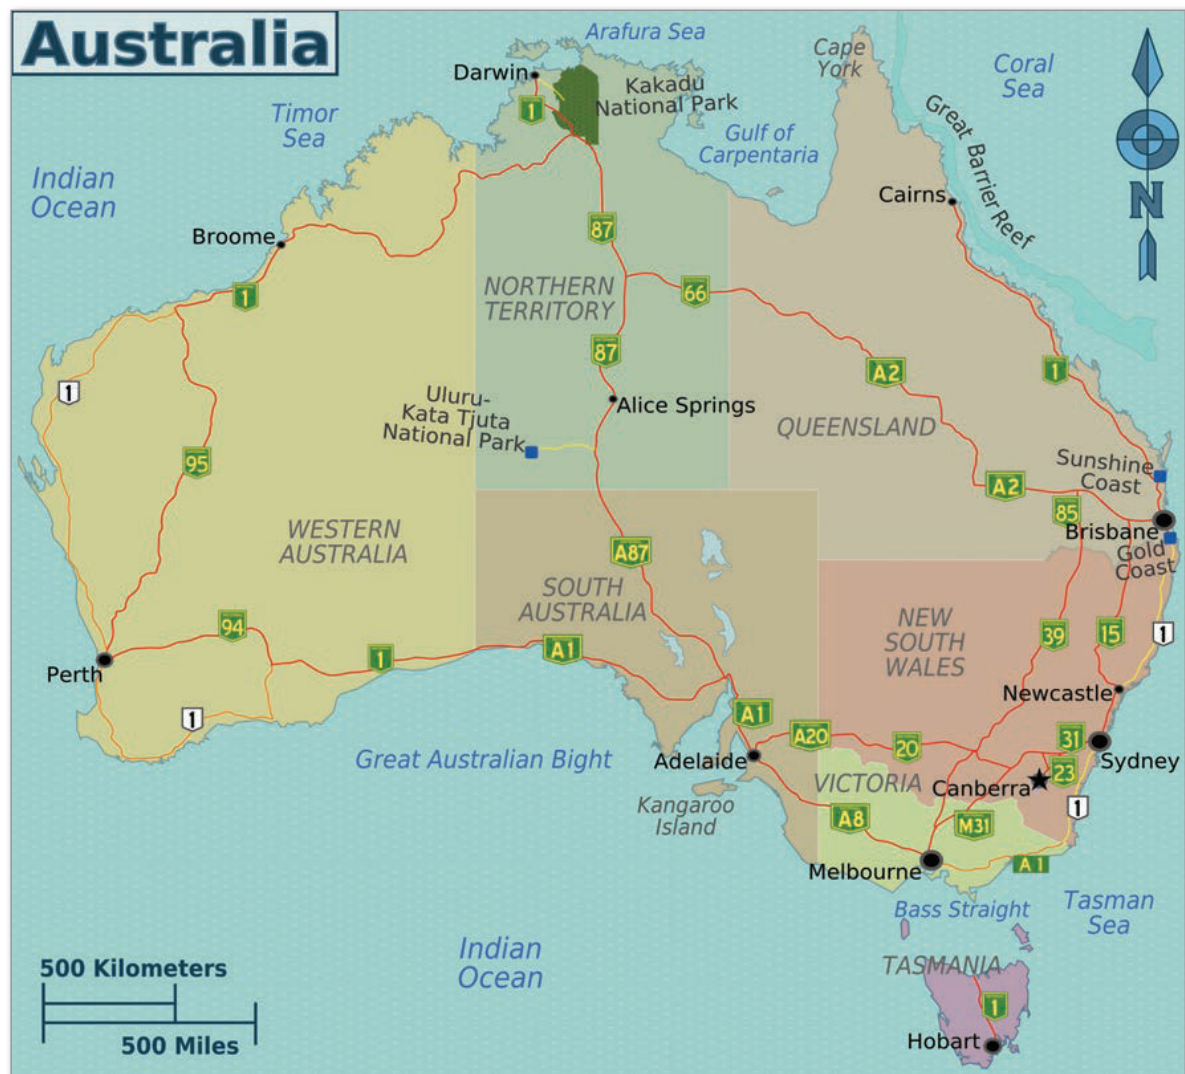 Australia
Arafura Sea
Cape
York
Coral
Sea
Darwin
Kakadu
National Park
1
Timor
Sea
Gulf of
Carpentaria
Great Barrier Reef
Indian
Ocean
Cairns
N
Broome
87
1
NORTHERN
TERRITORY
66
87
A2
1
1
Uluru-
Kata Tjuta
National Park
Alice Springs
QUEENSLAND
95
Sunshine
Coast
A2
85
Brisbane
Gold
Coast
WESTERN
AUSTRALIA
A87
SOUTH
AUSTRALIA
NEW
SOUTH
WALES
94
39
15
1
A1
1
Perth
Newcastle
1
A1
A20
20
31
Great Australian Bight
Adelaide
Sydney
VICTORIA
23
Canberra
Kangaroo
Island
1
A8
M31
Melbourne
A1
Bass Straight
Tasman
Sea
Indian
Ocean
TASMANIA
500 Kilometers
1
500 Miles
Hobart